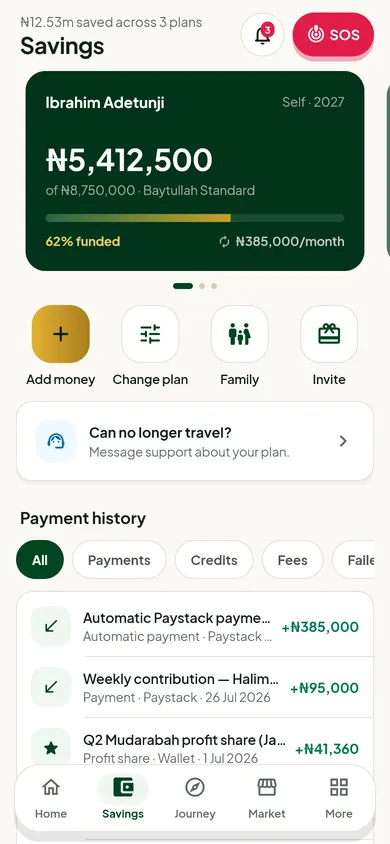 ₦12.53m saved across 3 plans
Savings
3
SOS
Ibrahim Adetunji
Self · 2027
₦5,412,500
of ₦8,750,000 · Baytullah Standard
62% funded
₦385,000/month
Add money
Change plan
Family
Invite
Can no longer travel?
Message support about your plan.
Payment history
All
Payments
Credits
Fees
Faile
Automatic Paystack payme…
+₦385,000
Automatic payment · Paystack …
Weekly contribution — Halim…
+₦95,000
Payment · Paystack · 26 Jul 2026
Q2 Mudarabah profit share (Ja…
+₦41,360
Profit share · Wallet · 1 Jul 2026
Home
Savings
Journey
Market
More